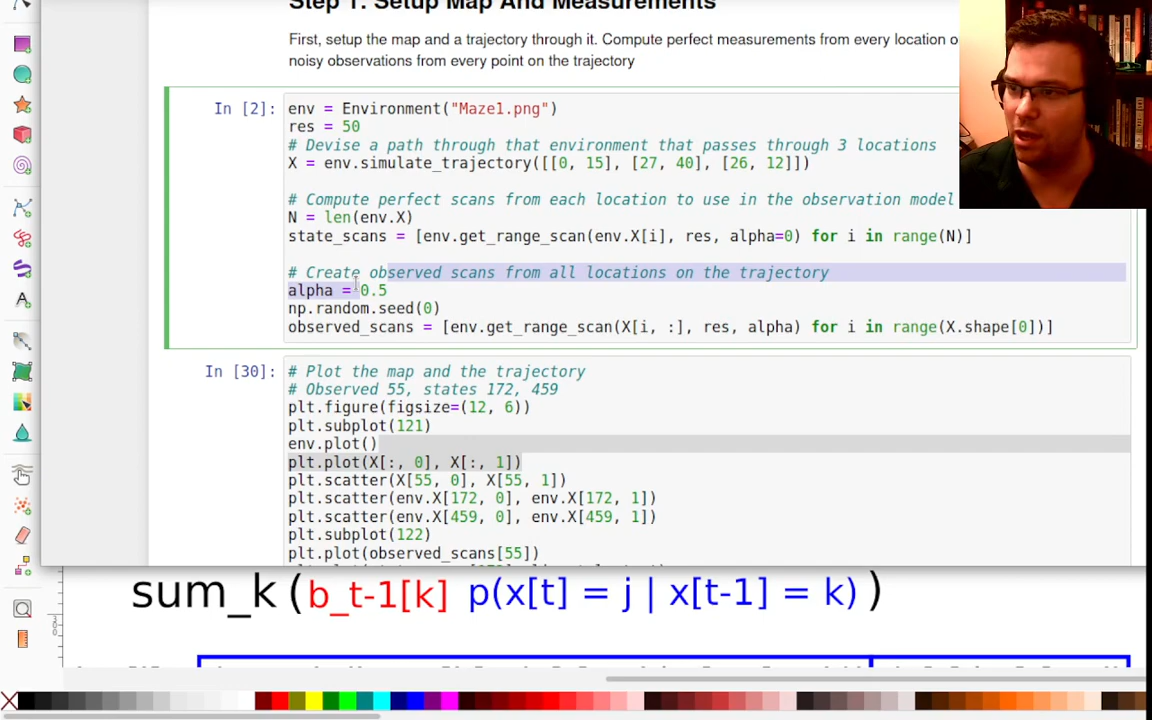 Step 1: Setup Map And Measurements
First, setup the map and a trajectory through it. Compute perfect measurements from every location o
noisy observations from every point on the trajectory
In [2]:
env = Environment("Maze1.png")
res = 50
# Devise a path through that environment that passes through 3 locations
X = env.simulate_trajectory([[0, 15], [27, 40], [26, 12]])
# Compute perfect scans from each location to use in the observation model
N = len(env.X)
state_scans = [env.get_range_scan(env.X[i], res, alpha=0) for i in range(N)]
# Create observed scans from all locations on the trajectory
alpha = 0.5
np.random.seed(0)
observed_scans = [env.get_range_scan(X[i, :], res, alpha) for i in range(X.shape[0])]
In [30]:
# Plot the map and the trajectory
# Observed 55, states 172, 459
plt.figure(figsize=(12, 6))
plt.subplot(121)
env.plot()
plt.plot(X[:, 0], X[:, 1])
plt.scatter(X[55, 0], X[55, 1])
plt.scatter(env.X[172, 0], env.X[172, 1])
plt.scatter(env.X[459, 0], env.X[459, 1])
plt.subplot(122)
plt.plot(observed_scans[55])
sum_k (b_t-1[k] p(x[t] = j | x[t-1] = k) )